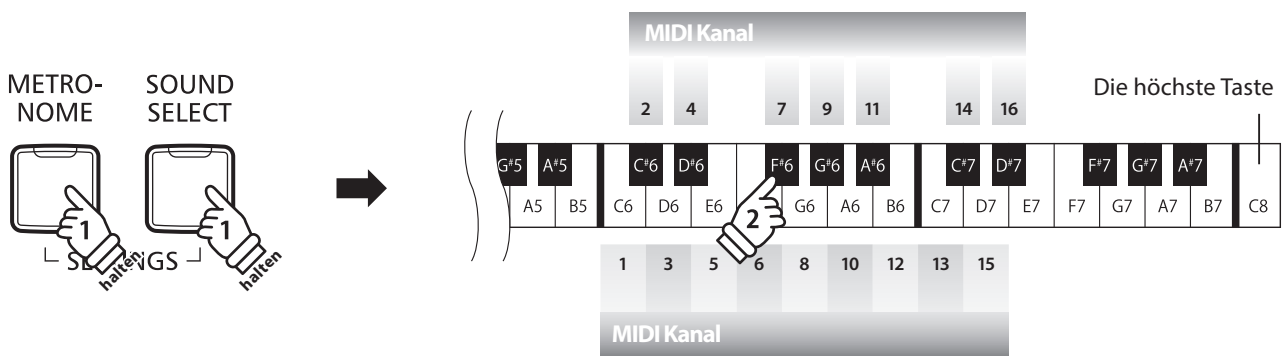 MIDI Kanal
METRO-
NOME
SOUND
SELECT
2 4 7 9 11 14 16
Die höchste Taste
G#5 A#5 C#6 D#6 F#6 G#6 A#6 C#7 D#7 F#7 G#7 A#7
A5 B5 C6 D6 E6 G6 A6 B6 C7 D7 E7 F7 G7 A7 B7 C8
1 1 2
halten
halten
1 3 5 6 8 10 12 13 15
MIDI Kanal